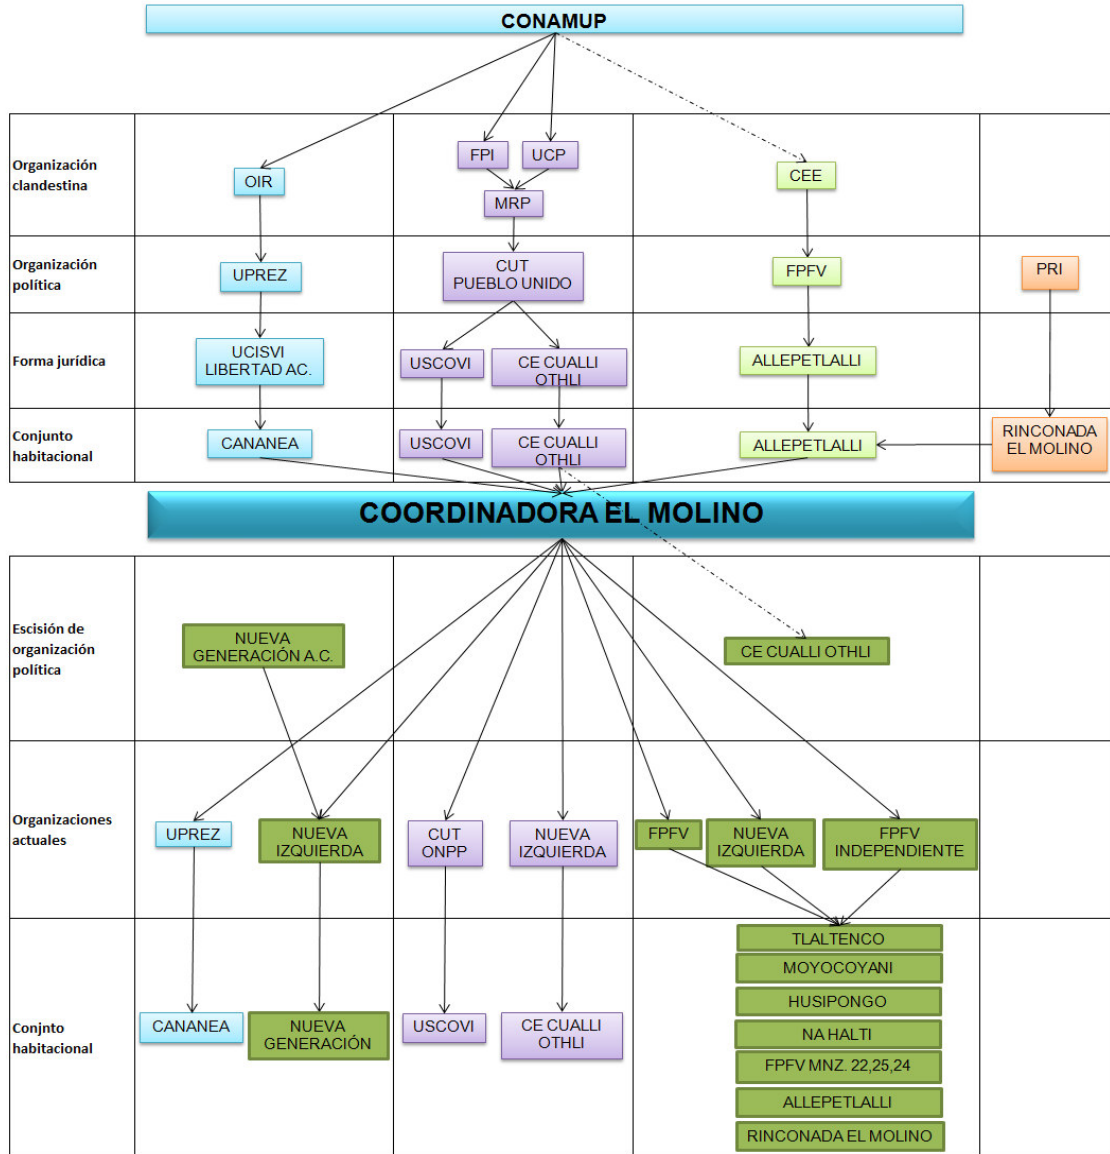 CONAMUP
Organización
clandestina
OIR
FPI
UCP
MRP
CEE
Organización
política
UPREZ
CUT
PUEBLO UNIDO
FPFV
PRI
Forma jurídica
UCISVI
LIBERTAD AC.
USCOVI
CE CUALLI
OTHLI
ALLEPETLALLI
Conjunto
habitacional
CANANEA
USCOVI
CE CUALLI
OTHLI
ALLEPETLALLI
RINCONADA
EL MOLINO
COORDINADORA EL MOLINO
Escisión de
organización
política
NUEVA
GENERACIÓN A.C.
CE CUALLI OTHLI
Organizaciones
actuales
UPREZ
NUEVA
IZQUIERDA
CUT
ONPP
NUEVA
IZQUIERDA
FPFV
NUEVA
IZQUIERDA
FPFV
INDEPENDIENTE
Conjnto
habitacional
CANANEA
NUEVA
GENERACIÓN
USCOVI
CE CUALLI
OTHLI
TLALTENCO
MOYOCOYANI
HUSIPONGO
NA HALTI
FPFV MNZ. 22,25,24
ALLEPETLALLI
RINCONADA EL MOLINO